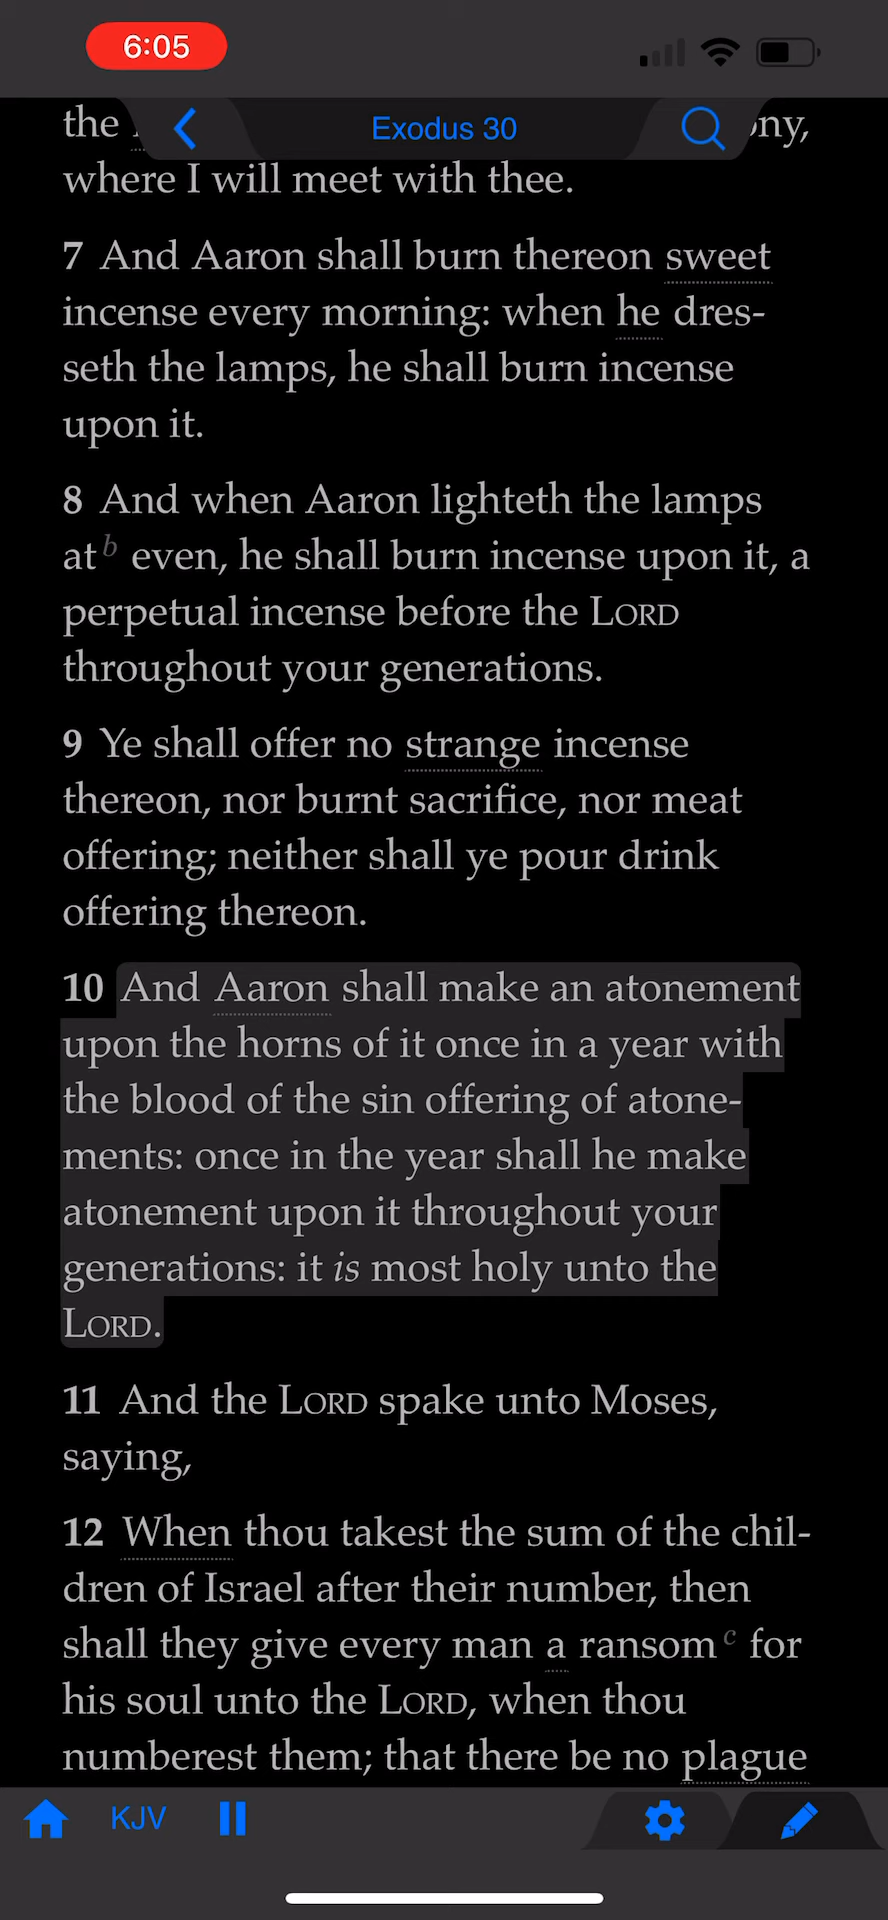 6:05
Exodus 30
the
ny,
where I will meet with thee.
7 And Aaron shall burn thereon sweet
incense every morning: when he dres-
seth the lamps, he shall burn incense
upon it.
8 And when Aaron lighteth the lamps
at b even, he shall burn incense upon it, a
perpetual incense before the LORD
throughout your generations.
9 Ye shall offer no strange incense
thereon, nor burnt sacrifice, nor meat
offering; neither shall ye pour drink
offering thereon.
10 And Aaron shall make an atonement
upon the horns of it once in a year with
the blood of the sin offering of atone-
ments: once in the year shall he make
atonement upon it throughout your
generations: it is most holy unto the
LORD.
11 And the LORD spake unto Moses,
saying,
12 When thou takest the sum of the chil-
dren of Israel after their number, then
shall they give every man a ransom c for
his soul unto the LORD, when thou
numberest them; that there be no plague
KJV